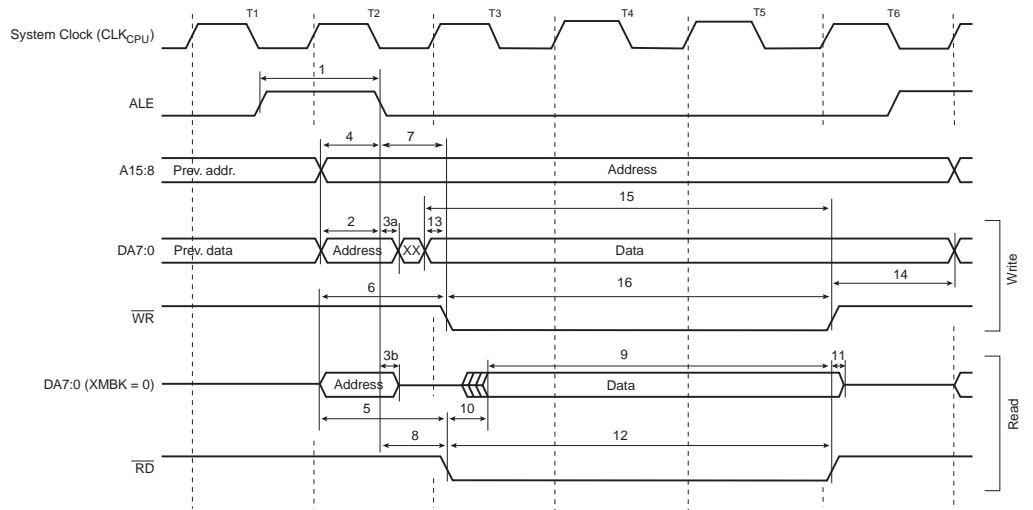 T1 T2 T3 T4 T5 T6
System Clock (CLKCPU)
1
ALE
4 7
A15:8 Prev. addr. Address
15
2 3a 13
DA7:0 Prev. data Address XX Data
14
6 16
WR
Write
3b 9 11
DA7:0 (XMBK = 0) Address Data
5 10
8 12
RD
Read